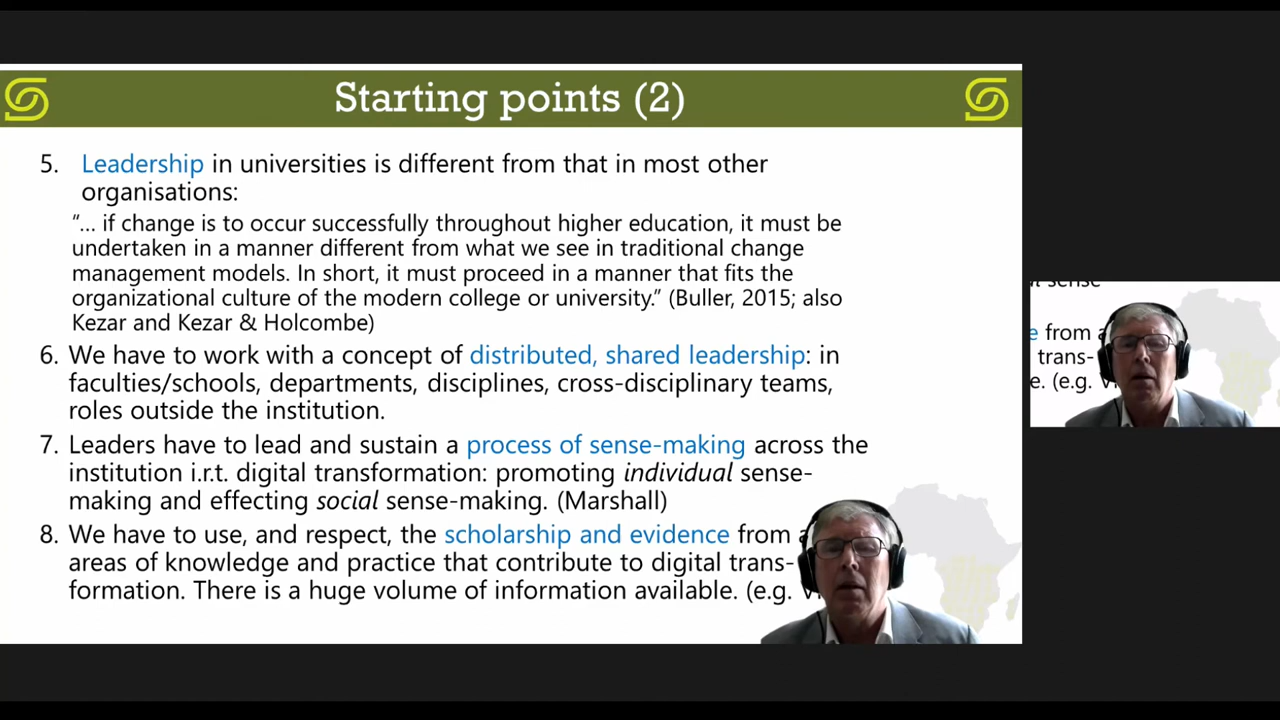 Starting points (2)
5. Leadership in universities is different from that in most other
organisations:
“... if change is to occur successfully throughout higher education, it must be
undertaken in a manner different from what we see in traditional change
management models. In short, it must proceed in a manner that fits the
organizational culture of the modern college or university.” (Buller, 2015; also
Kezar and Kezar & Holcombe)
6. We have to work with a concept of distributed, shared leadership: in
faculties/schools, departments, disciplines, cross-disciplinary teams,
roles outside the institution.
7. Leaders have to lead and sustain a process of sense-making across the
institution i.r.t. digital transformation: promoting individual sense-
making and effecting social sense-making. (Marshall)
8. We have to use, and respect, the scholarship and evidence from
areas of knowledge and practice that contribute to digital trans-
formation. There is a huge volume of information available. (e.g.
sense
from
trans-
(e.g.